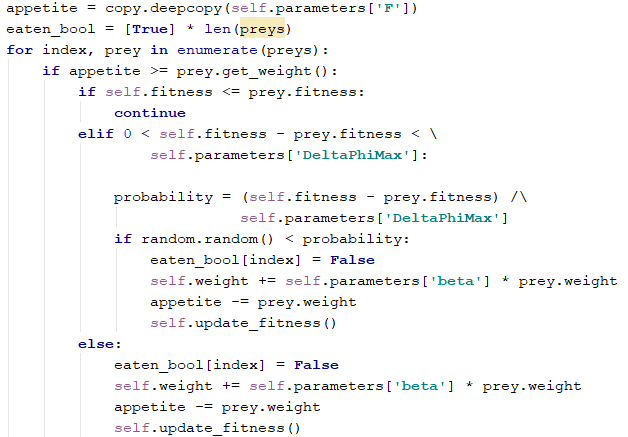 appetite = copy.deepcopy(self.parameters['F'])
eaten_bool = [True] * len(preys)
for index, prey in enumerate(preys):
    if appetite >= prey.get_weight():
        if self.fitness <= prey.fitness:
            continue
        elif 0 < self.fitness - prey.fitness < \
                self.parameters['DeltaPhiMax']:

            probability = (self.fitness - prey.fitness) /\
                          self.parameters['DeltaPhiMax']
            if random.random() < probability:
                eaten_bool[index] = False
                self.weight += self.parameters['beta'] * prey.weight
                appetite -= prey.weight
                self.update_fitness()
        else:
            eaten_bool[index] = False
            self.weight += self.parameters['beta'] * prey.weight
            appetite -= prey.weight
            self.update_fitness()